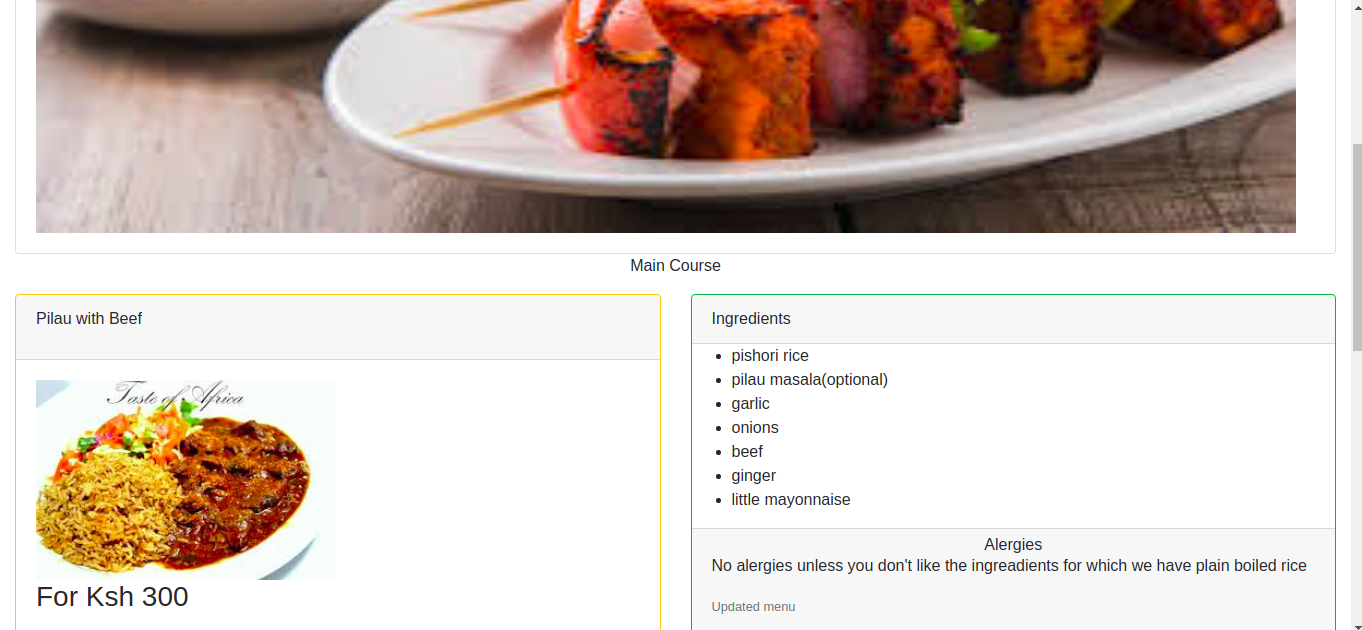 Main Course
Pilau with Beef
Taste of Africa
For Ksh 300
Ingredients
pishori rice
pilau masala(optional)
garlic
onions
beef
ginger
little mayonnaise
Alergies
No alergies unless you don't like the ingreadients for which we have plain boiled rice
Updated menu